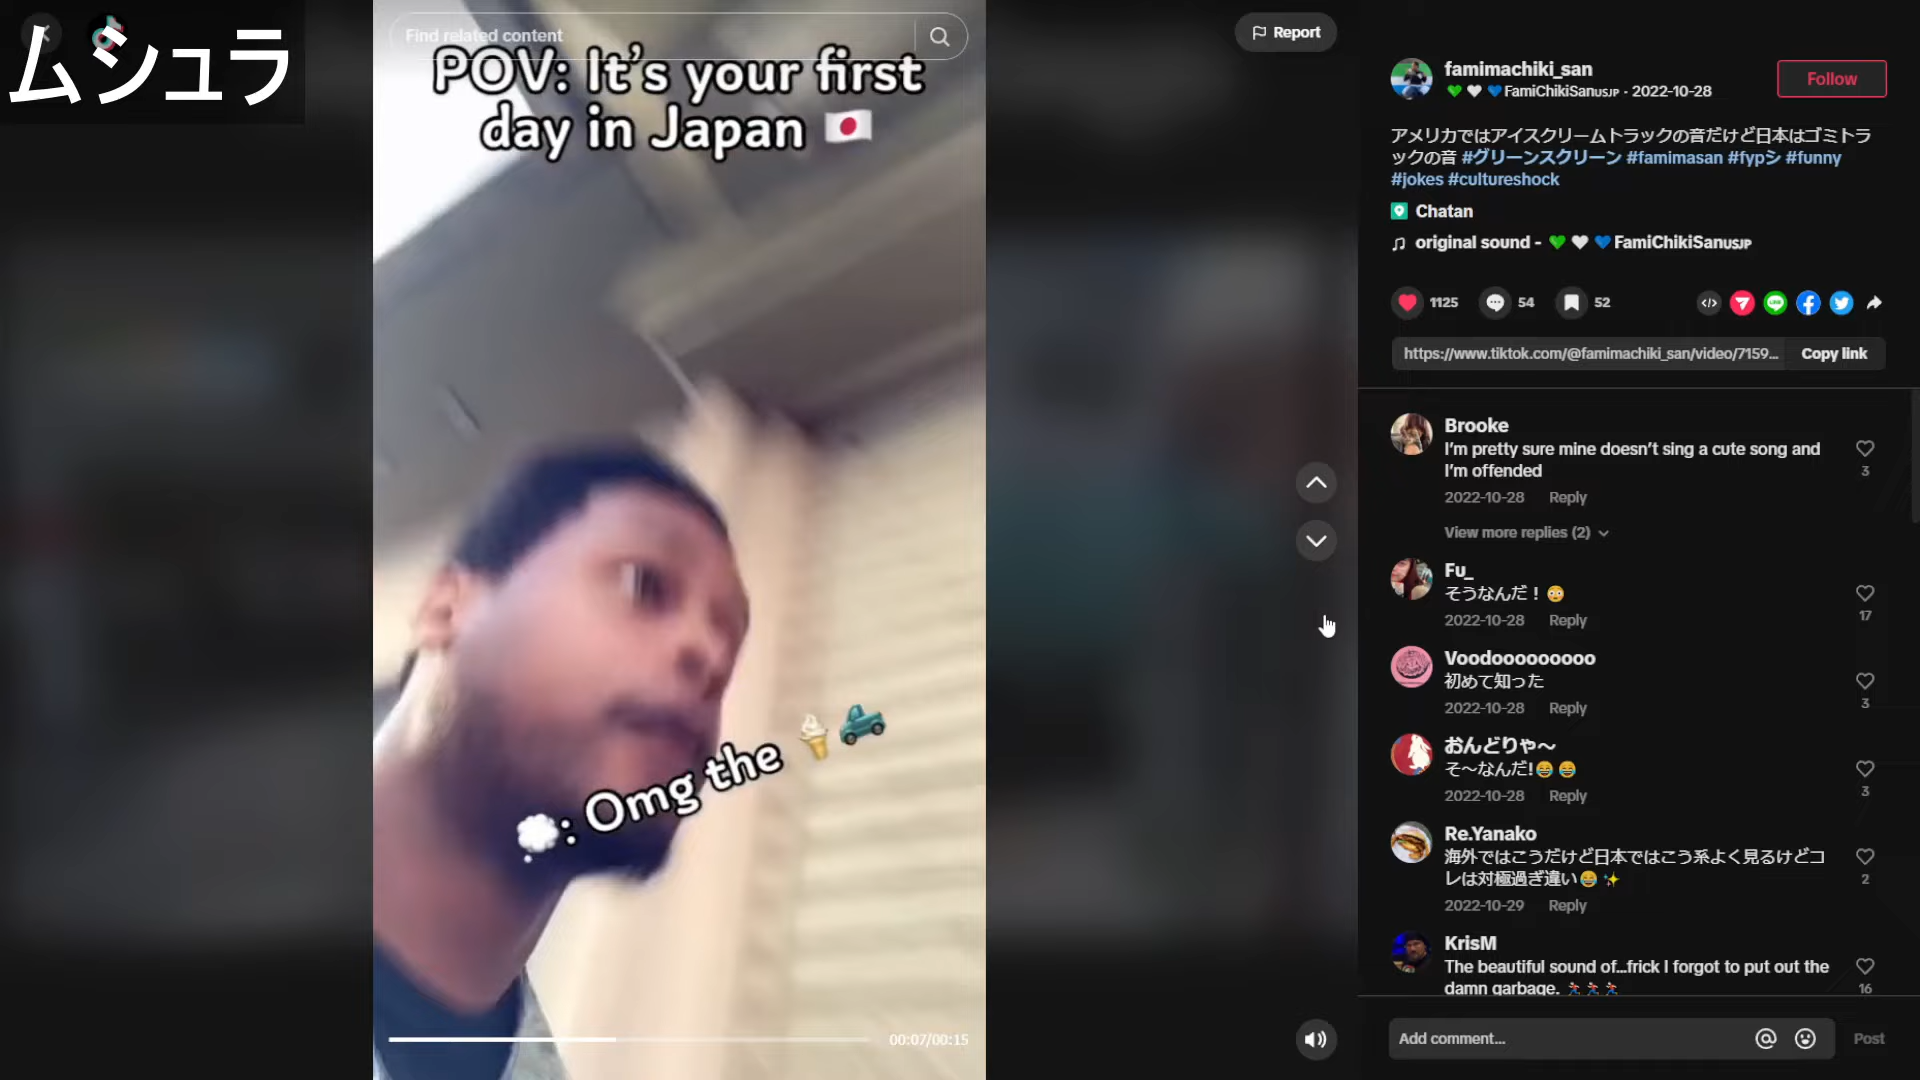 ムシュラ
Find related content
POV: It's your first
day in Japan 🇯🇵
💭: Omg the 🍦🛻
00:07/00:15
Report
famimachiki_san
💚🤍💙FamiChikiSanᴜsᴊᴘ · 2022-10-28
Follow
アメリカではアイスクリームトラックの音だけど日本はゴミトラ
ックの音 #グリーンスクリーン #famimasan #fypシ #funny
#jokes #cultureshock
Chatan
original sound - 💚🤍💙FamiChikiSanᴜsᴊᴘ
1125
54
52
https://www.tiktok.com/@famimachiki_san/video/7159...
Copy link
Brooke
I'm pretty sure mine doesn't sing a cute song and
I'm offended
3
2022-10-28 Reply
View more replies (2)
Fu_
そうなんだ！😳
17
2022-10-28 Reply
Voodooooooooo
初めて知った
3
2022-10-28 Reply
おんどりゃ〜
そ〜なんだ!😂😂
3
2022-10-28 Reply
Re.Yanako
海外ではこうだけど日本ではこう系よく見るけどコ
レは対極過ぎ違い😂✨
2
2022-10-29 Reply
KrisM
The beautiful sound of...frick I forgot to put out the
damn garbage. 🏃🏃🏃
16
Add comment...
Post